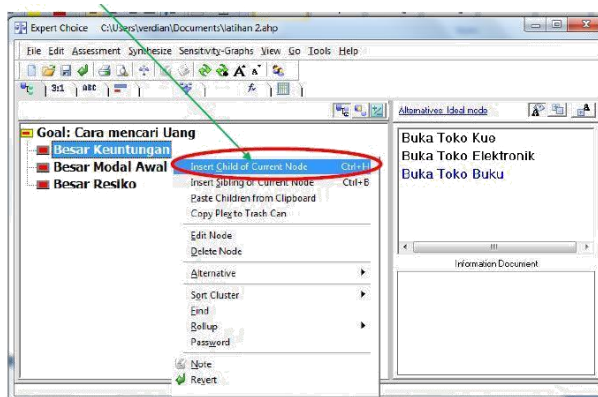 Expert Choice C:\Users\verdian\Documents\latihan 2.ahp
File Edit Assessment Synthesize Sensitivity-Graphs View Go Tools Help
3:1 ABC
Alternatives: Ideal mode
Goal: Cara mencari Uang
Besar Keuntungan
Besar Modal Awal
Besar Resiko
Insert Child of Current Node Ctrl+H
Insert Sibling of Current Node Ctrl+B
Paste Children from Clipboard
Copy Plex to Trash Can
Edit Node
Delete Node
Alternative
Sort Cluster
Find
Rollup
Password
Note
Revert
Buka Toko Kue
Buka Toko Elektronik
Buka Toko Buku
Information Document